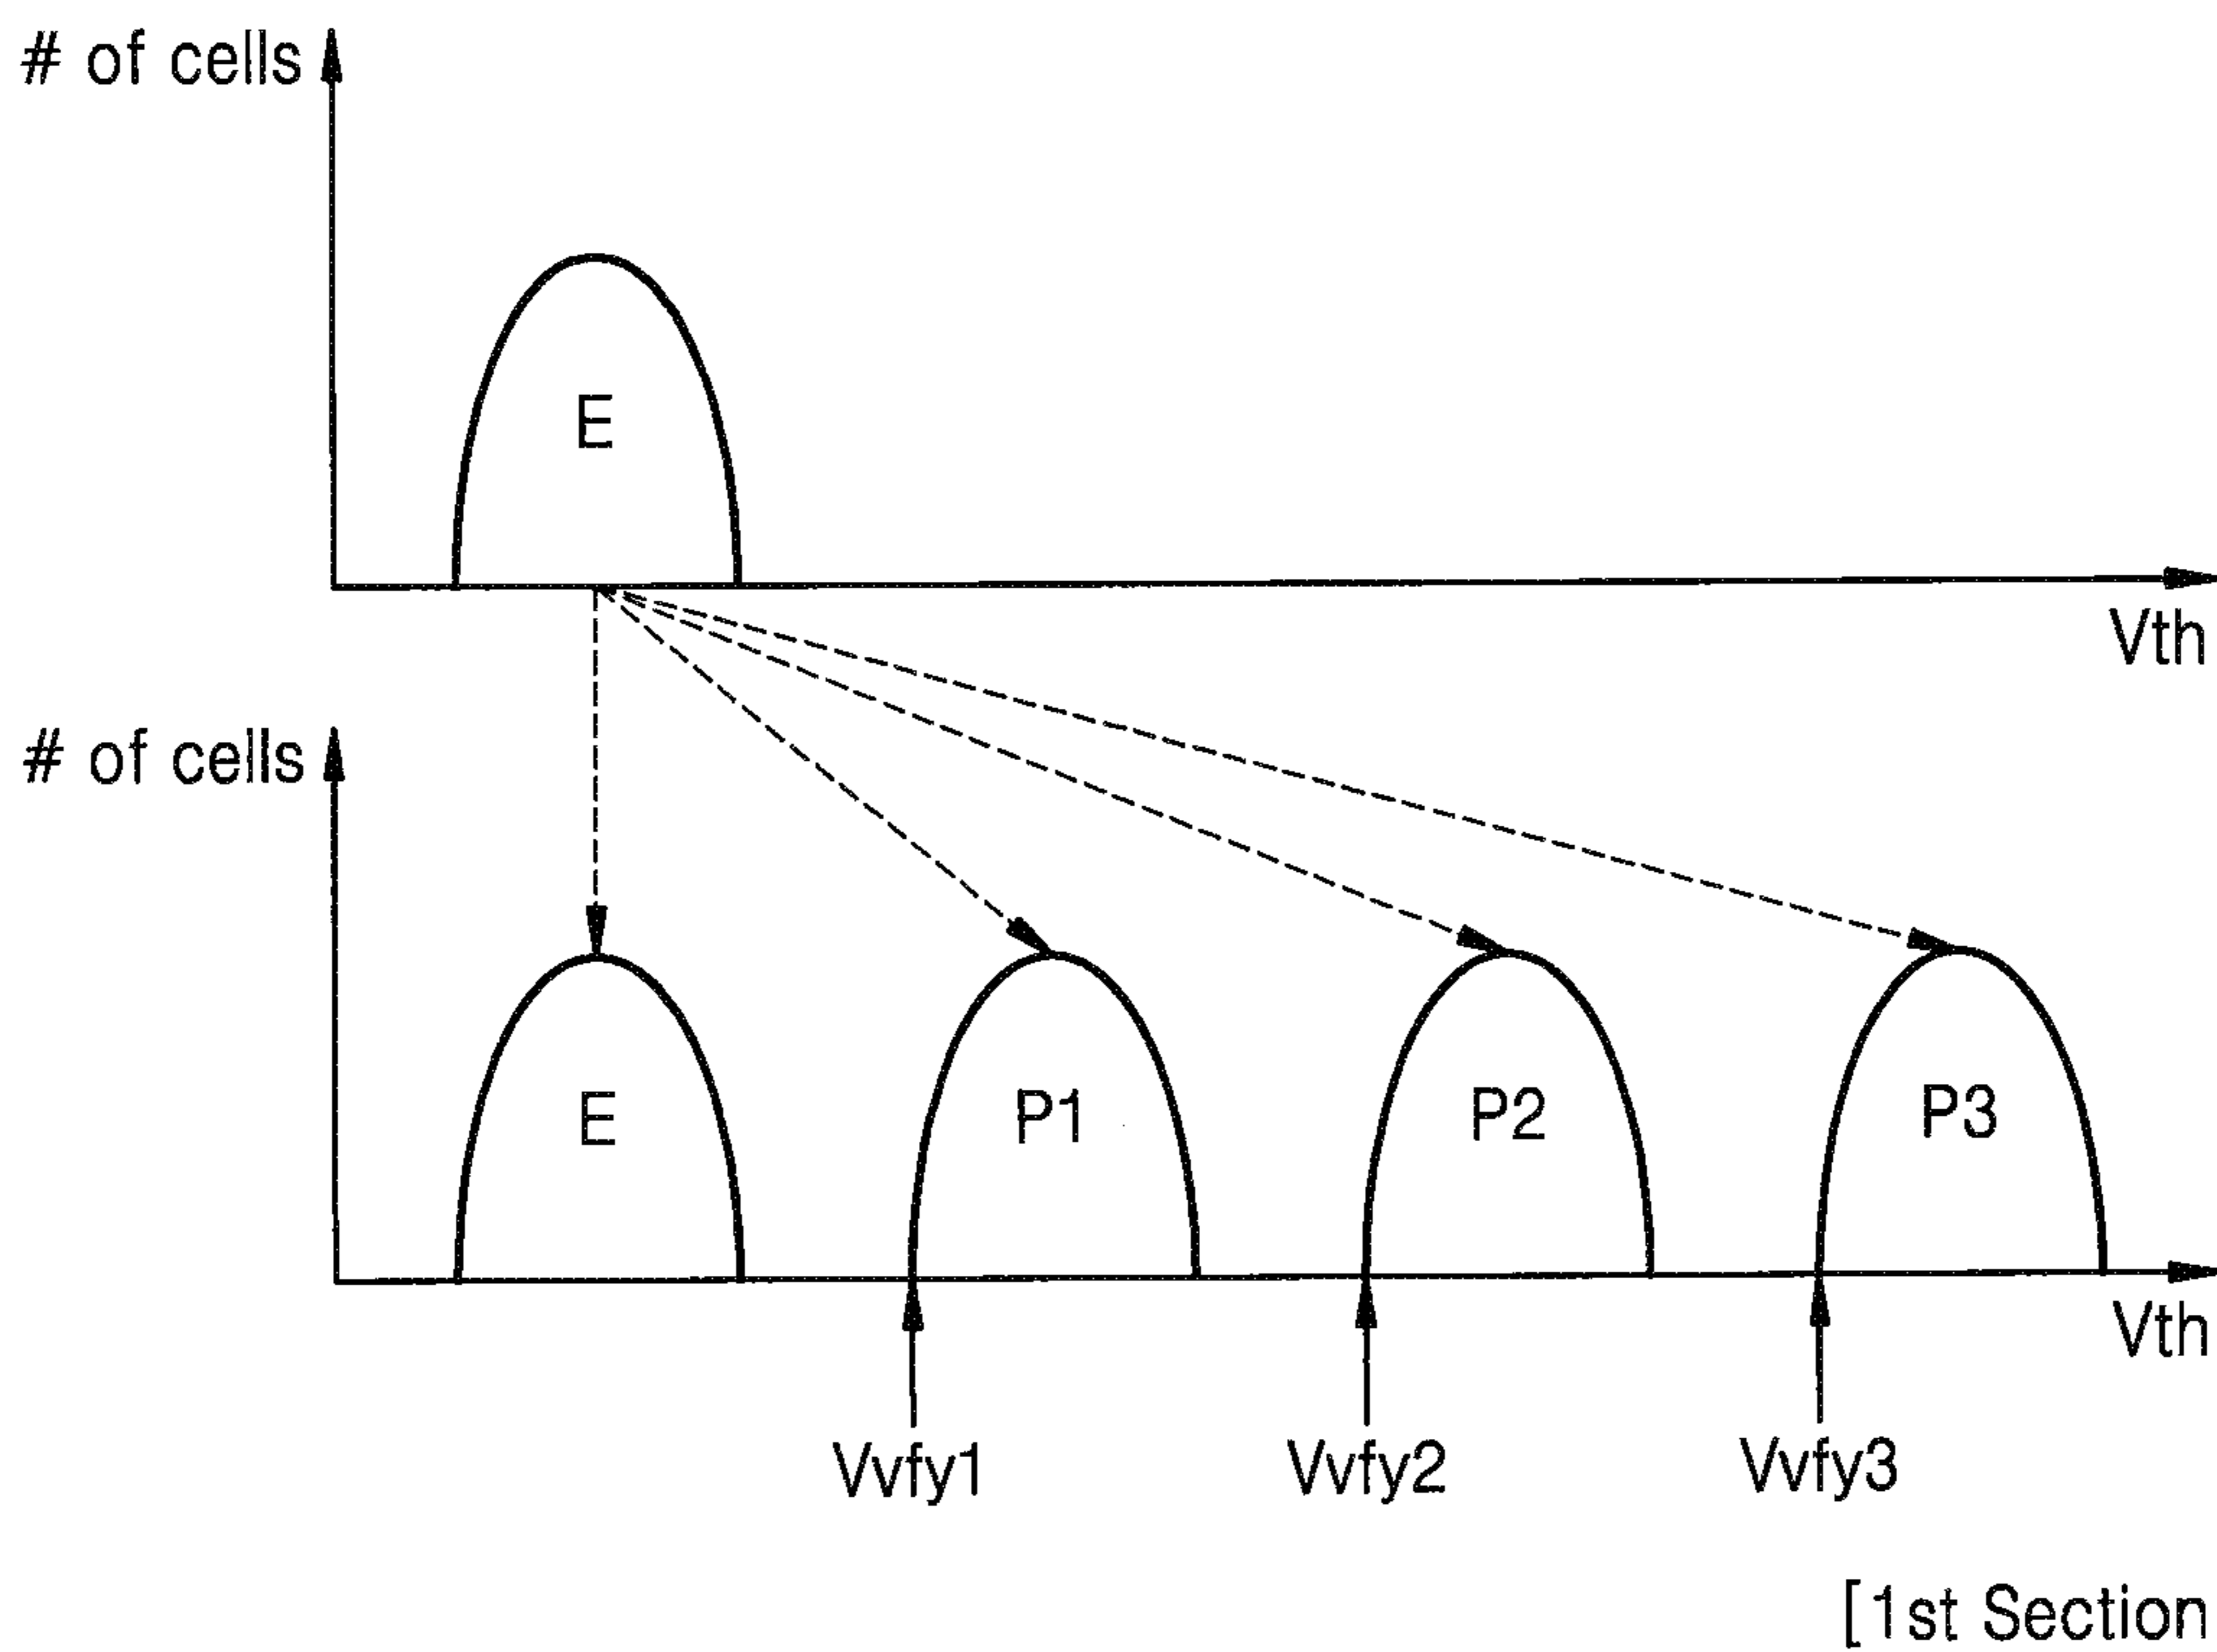 # of cells
E
Vth
# of cells
E
P1
P2
P3
Vth
Vvfy1
Vvfy2
Vvfy3
[1st Section